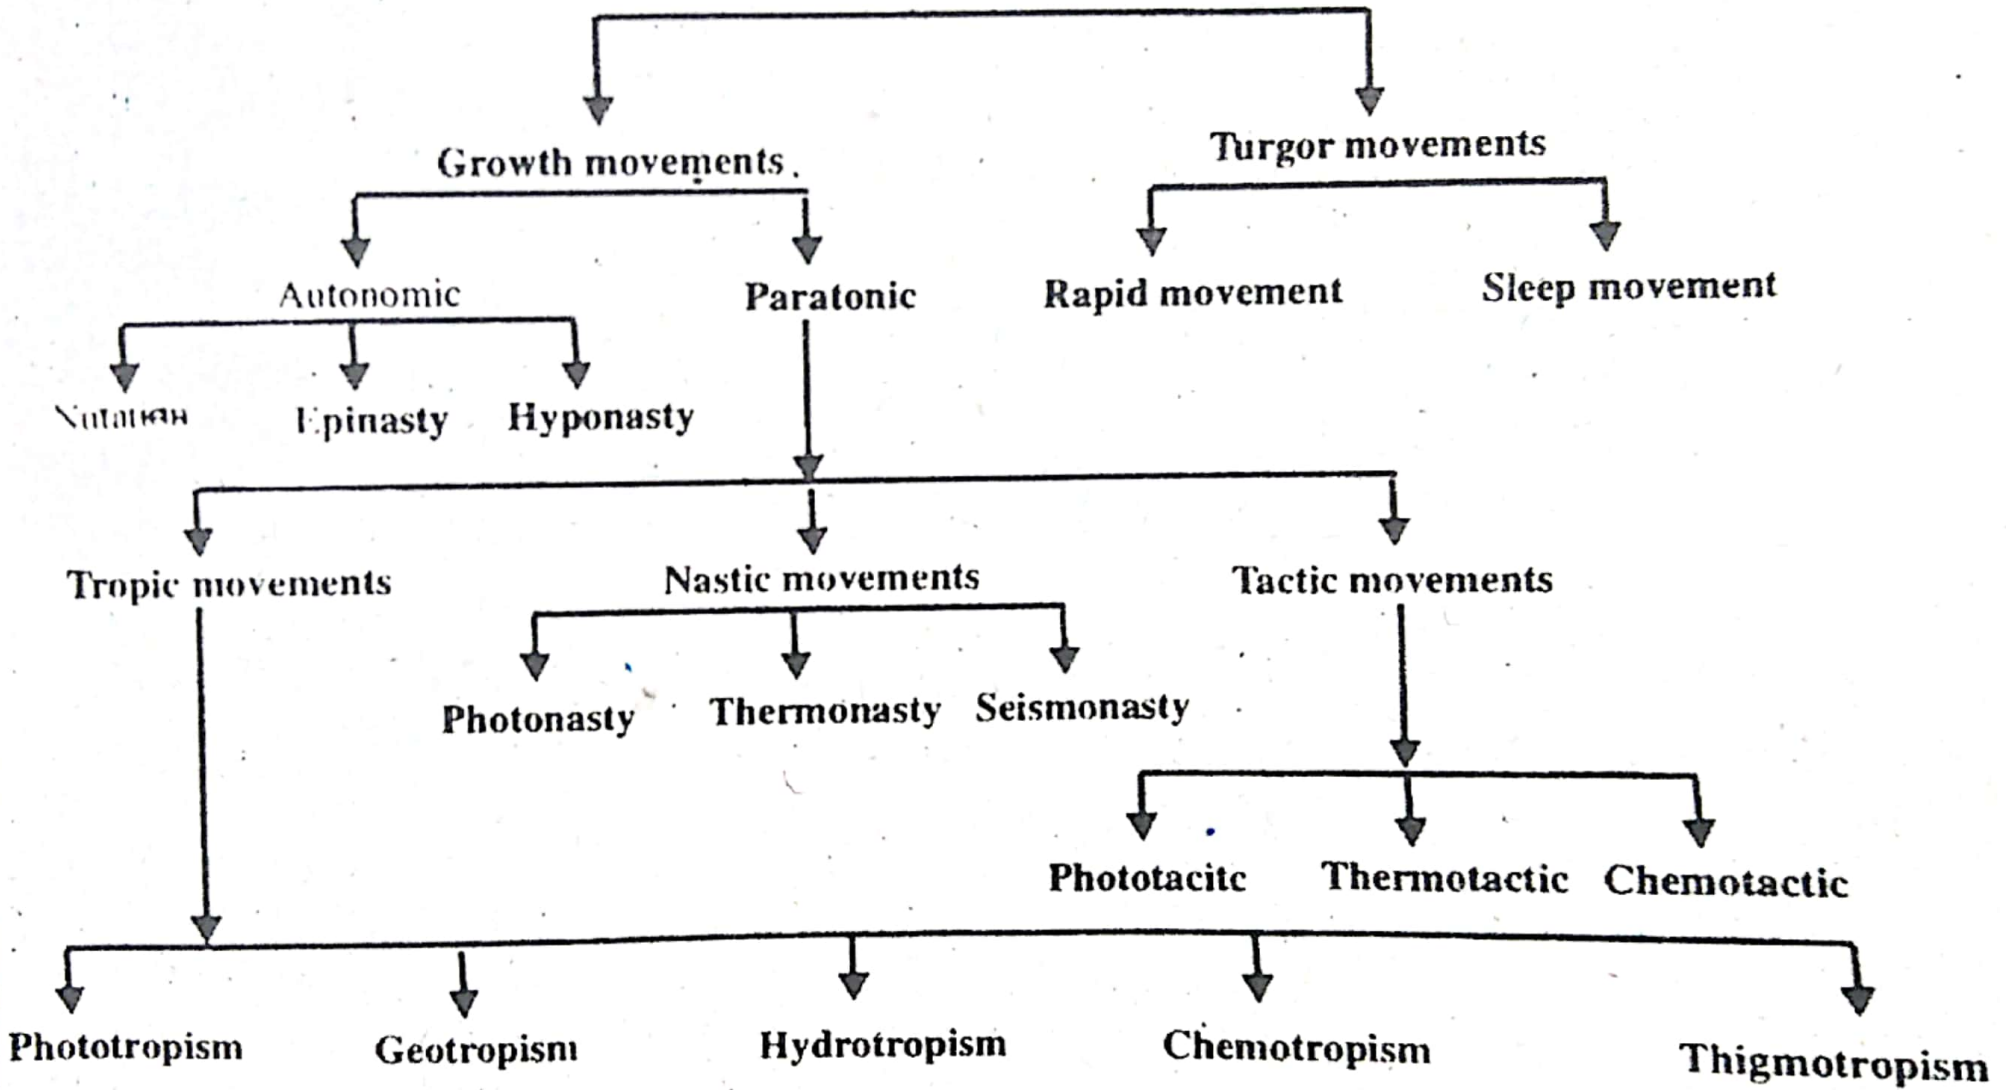 Growth movements.
Turgor movements
Autonomic
Paratonic
Rapid movement
Sleep movement
Nutation
Epinasty
Hyponasty
Tropic movements
Nastic movements
Tactic movements
Photonasty
Thermonasty
Seismonasty
Phototacitc
Thermotactic
Chemotactic
Phototropism
Geotropism
Hydrotropism
Chemotropism
Thigmotropism